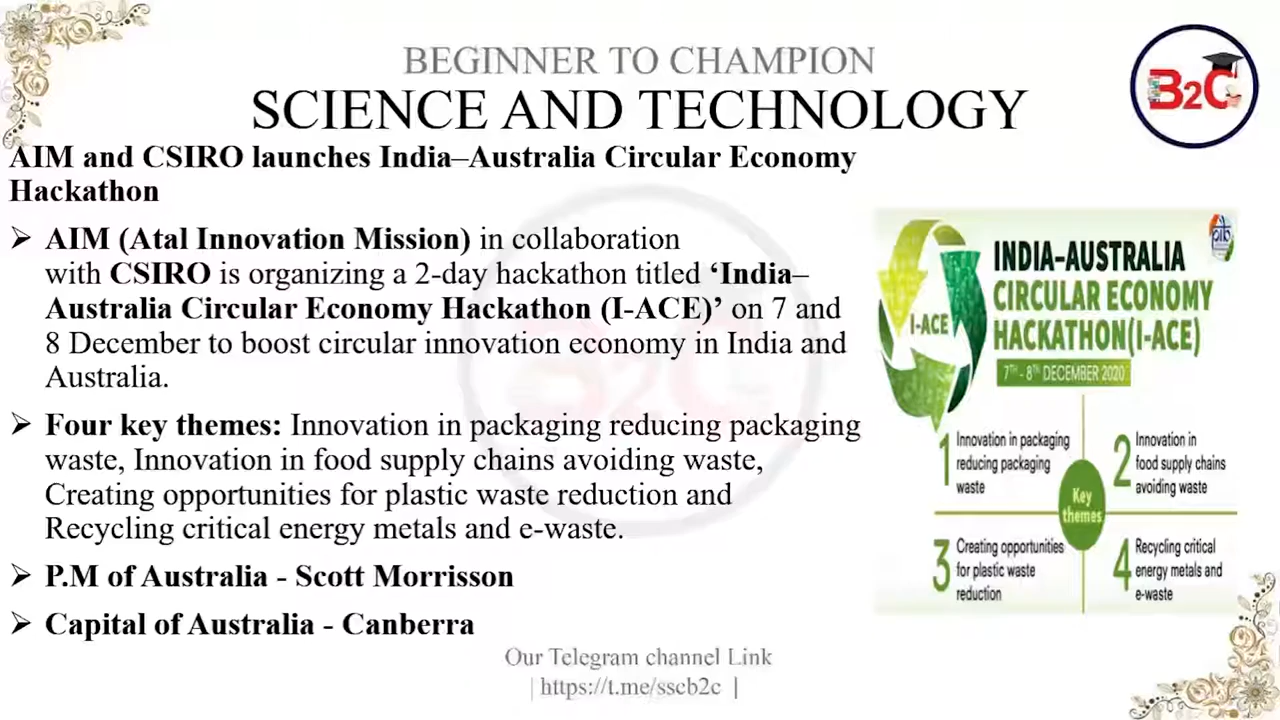 BEGINNER TO CHAMPION
SCIENCE AND TECHNOLOGY
B2C
AIM and CSIRO launches India–Australia Circular Economy
Hackathon
➢ AIM (Atal Innovation Mission) in collaboration
with CSIRO is organizing a 2-day hackathon titled ‘India–
Australia Circular Economy Hackathon (I-ACE)’ on 7 and
8 December to boost circular innovation economy in India and
Australia.
➢ Four key themes: Innovation in packaging reducing packaging
waste, Innovation in food supply chains avoiding waste,
Creating opportunities for plastic waste reduction and
Recycling critical energy metals and e-waste.
➢ P.M of Australia - Scott Morrisson
➢ Capital of Australia - Canberra
I-ACE
INDIA–AUSTRALIA
CIRCULAR ECONOMY
HACKATHON(I-ACE)
7TH - 8TH DECEMBER 2020
pib
1 Innovation in packaging
reducing packaging
waste
2 Innovation in
food supply chains
avoiding waste
Key
themes
3 Creating opportunities
for plastic waste
reduction
4 Recycling critical
energy metals and
e-waste
B2C
Our Telegram channel Link
| https://t.me/sscb2c |